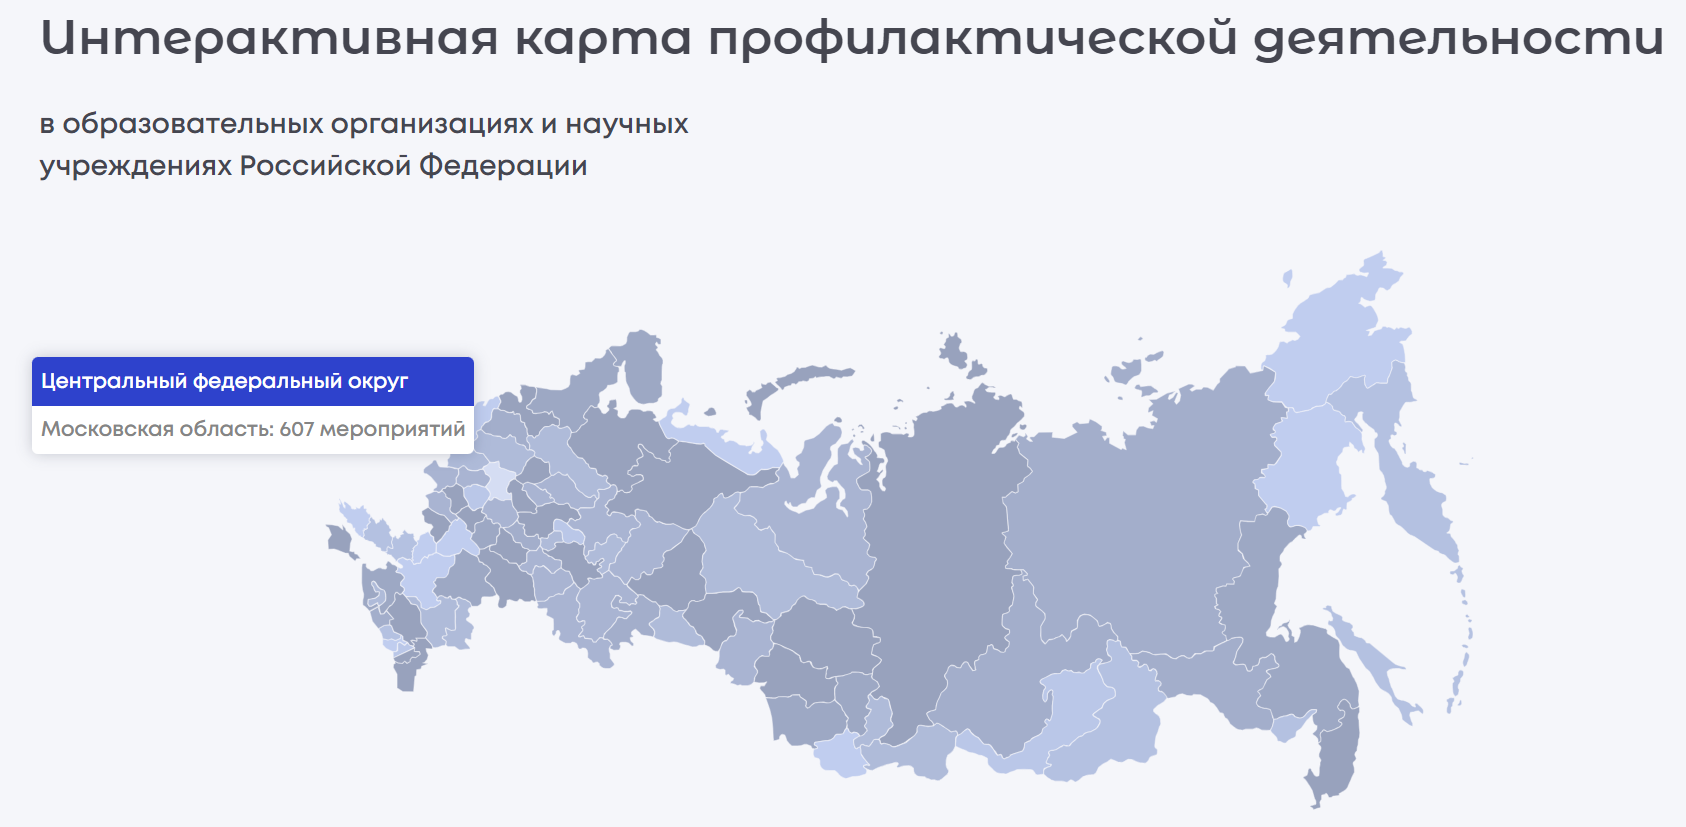 Интерактивная карта профилактической деятельности
в образовательных организациях и научных
учреждениях Российской Федерации
Центральный федеральный округ
Московская область: 607 мероприятий